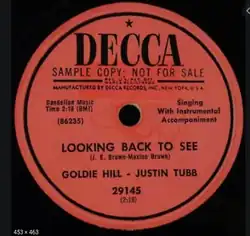 DECCA
SAMPLE COPY: NOT FOR SALE
MANUFACTURED BY DECCA RECORDS, INC., NEW YORK, U.S.A.
Dandelion Music
Time 2:18 (BMI)
(86255)
Singing
With Instrumental
Accompaniment
LOOKING BACK TO SEE
(J. E. Brown-Maxine Brown)
GOLDIE HILL - JUSTIN TUBB
29145
(2:18)
453 × 463